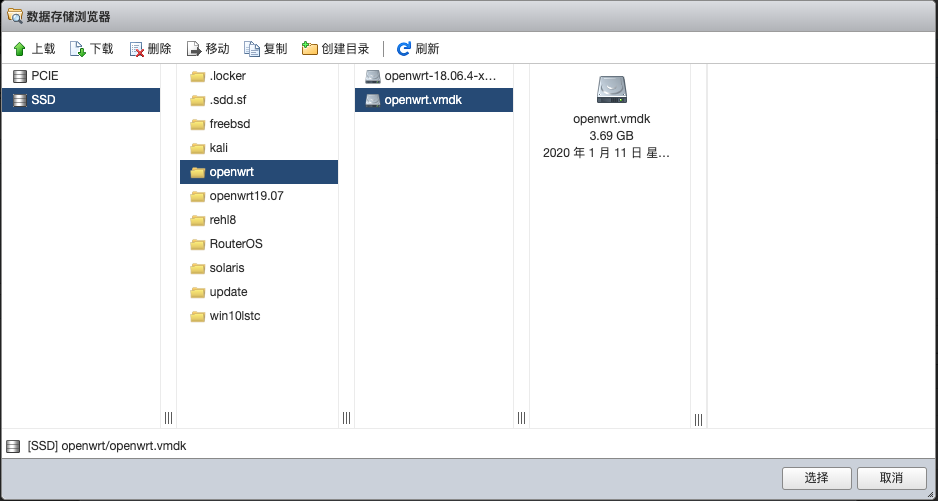 数据存储浏览器
上载 下载 删除 移动 复制 创建目录 刷新
PCIE
SSD
.locker
.sdd.sf
freebsd
kali
openwrt
openwrt19.07
rehl8
RouterOS
solaris
update
win10lstc
openwrt-18.06.4-x...
openwrt.vmdk
openwrt.vmdk
3.69 GB
2020 年 1 月 11 日 星...
[SSD] openwrt/openwrt.vmdk
选择 取消